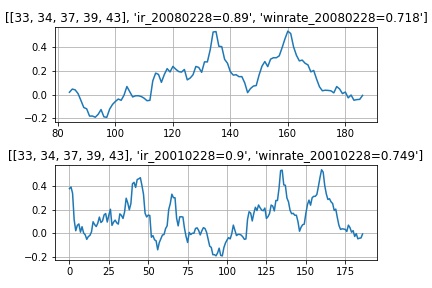 [[33, 34, 37, 39, 43], 'ir_20080228=0.89', 'winrate_20080228=0.718']
0.4
0.2
0.0
−0.2
80 100 120 140 160 180
[[33, 34, 37, 39, 43], 'ir_20010228=0.9', 'winrate_20010228=0.749']
0.4
0.2
0.0
−0.2
0 25 50 75 100 125 150 175